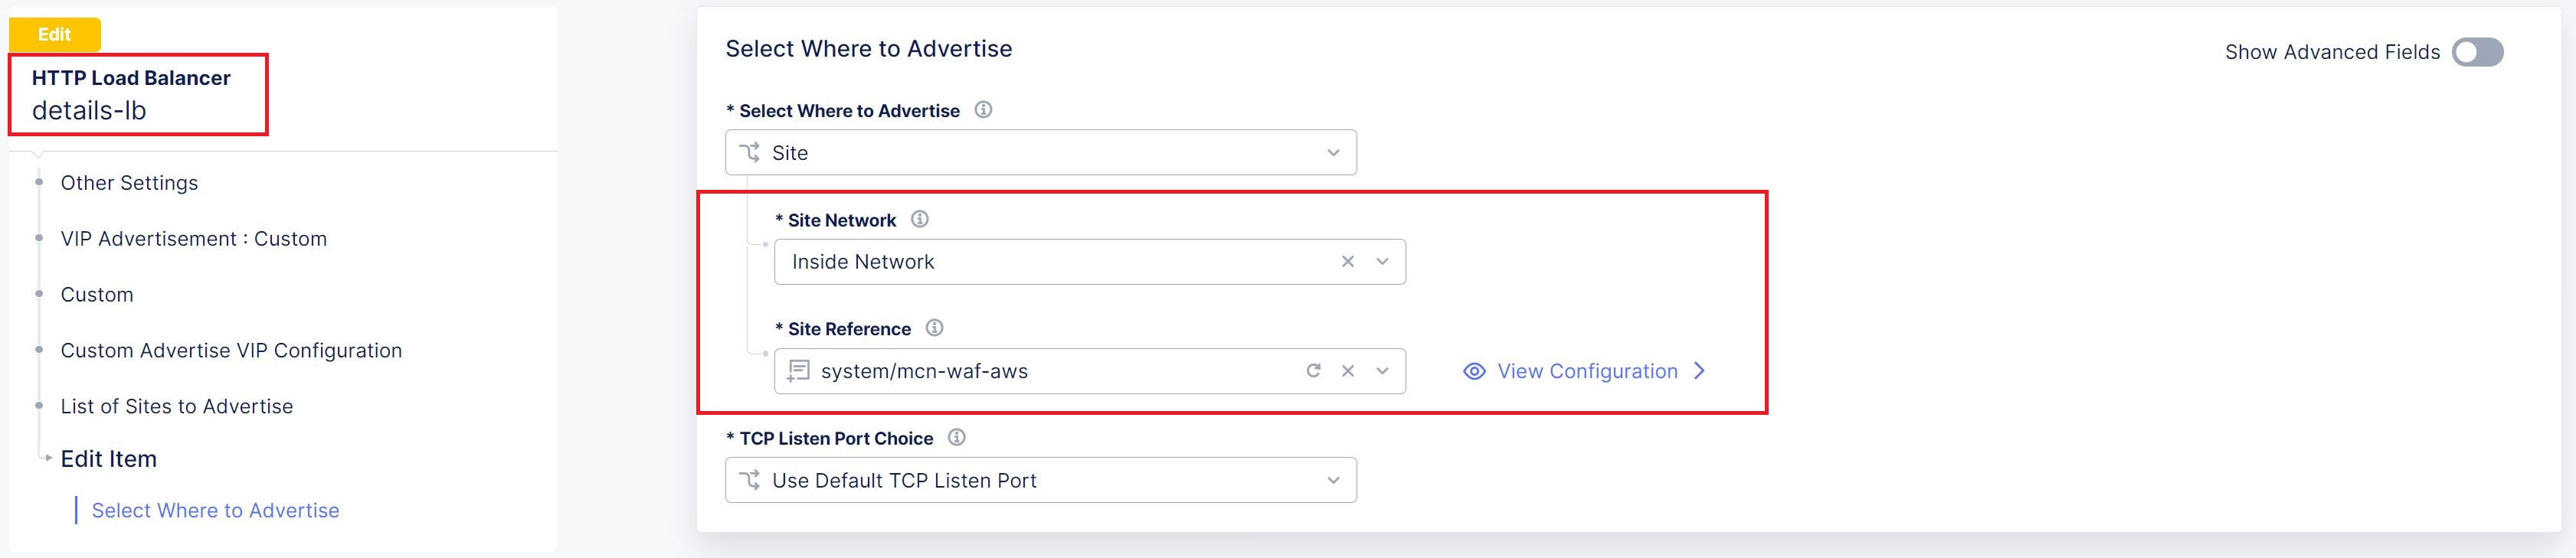 Edit
HTTP Load Balancer
details-lb
Other Settings
VIP Advertisement : Custom
Custom
Custom Advertise VIP Configuration
List of Sites to Advertise
Edit Item
Select Where to Advertise
Select Where to Advertise
Show Advanced Fields
* Select Where to Advertise
Site
* Site Network
Inside Network
* Site Reference
system/mcn-waf-aws
View Configuration
* TCP Listen Port Choice
Use Default TCP Listen Port